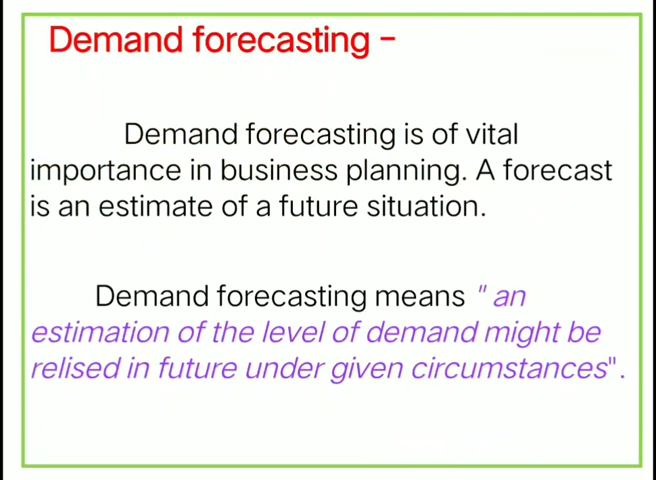 Demand forecasting -
Demand forecasting is of vital
importance in business planning. A forecast
is an estimate of a future situation.
Demand forecasting means " an
estimation of the level of demand might be
relised in future under given circumstances".